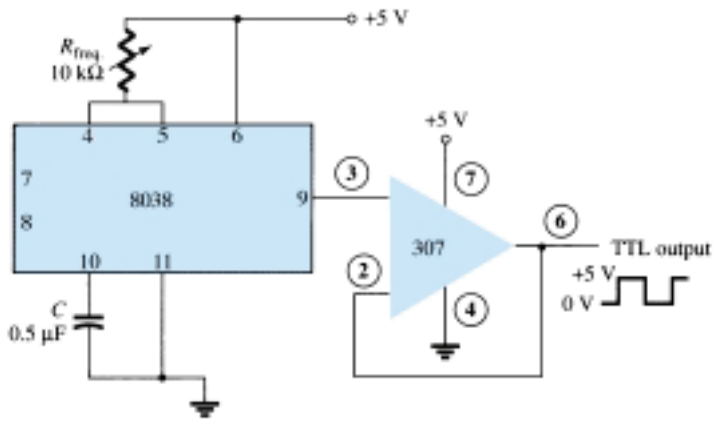 +5 V
R freq.
10 kΩ
4 5 6
+5 V
7
8
8038
9
3
7
307
6
TTL output
+5 V
0 V
2
4
10 11
C
0.5 µF